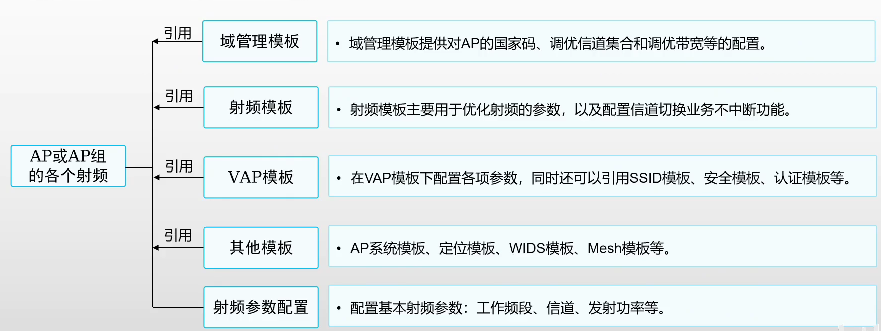 引用
域管理模板
• 域管理模板提供对AP的国家码、调优信道集合和调优带宽等的配置。
引用
射频模板
• 射频模板主要用于优化射频的参数，以及配置信道切换业务不中断功能。
AP或AP组
的各个射频
引用
VAP模板
• 在VAP模板下配置各项参数，同时还可以引用SSID模板、安全模板、认证模板等。
引用
其他模板
• AP系统模板、定位模板、WIDS模板、Mesh模板等。
射频参数配置
• 配置基本射频参数：工作频段、信道、发射功率等。